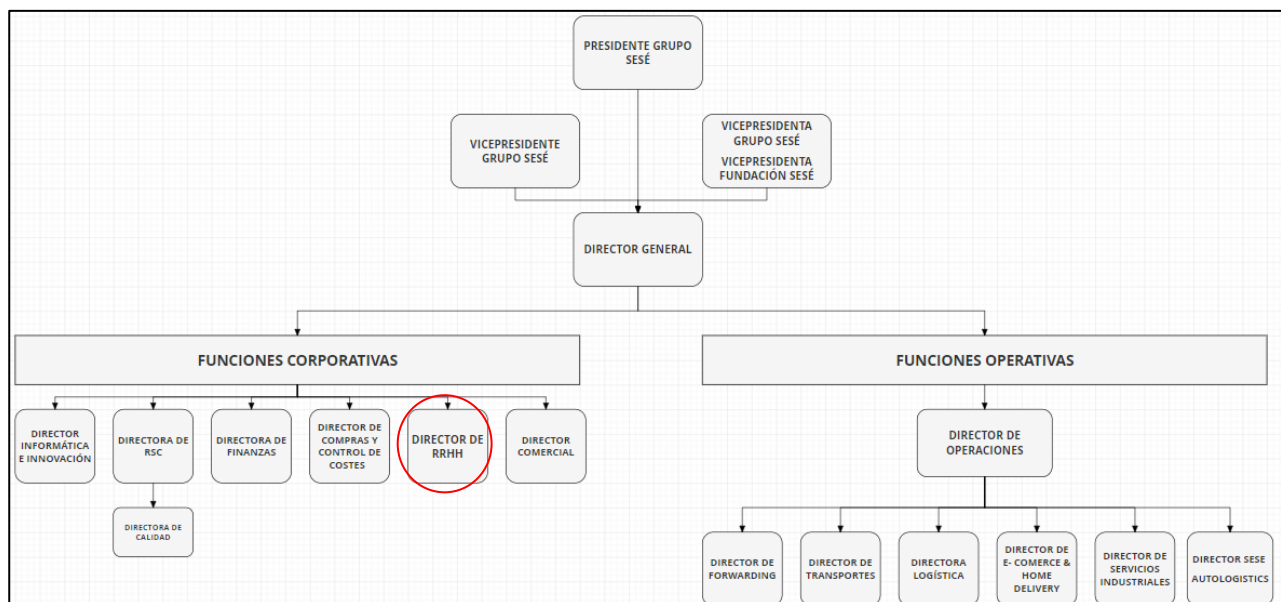 PRESIDENTE GRUPO
SESÉ
VICEPRESIDENTE
GRUPO SESÉ
VICEPRESIDENTA
GRUPO SESÉ
VICEPRESIDENTA
FUNDACIÓN SESÉ
DIRECTOR GENERAL
FUNCIONES CORPORATIVAS
FUNCIONES OPERATIVAS
DIRECTOR
INFORMÁTICA
E INNOVACIÓN
DIRECTORA DE
RSC
DIRECTORA DE
FINANZAS
DIRECTOR DE
COMPRAS Y
CONTROL DE
COSTES
DIRECTOR DE
RRHH
DIRECTOR
COMERCIAL
DIRECTOR DE
OPERACIONES
DIRECTORA DE
CALIDAD
DIRECTOR DE
FORWARDING
DIRECTOR DE
TRANSPORTES
DIRECTORA
LOGÍSTICA
DIRECTOR DE
E- COMERCE &
HOME
DELIVERY
DIRECTOR DE
SERVICIOS
INDUSTRIALES
DIRECTOR SESE
AUTOLOGISTICS